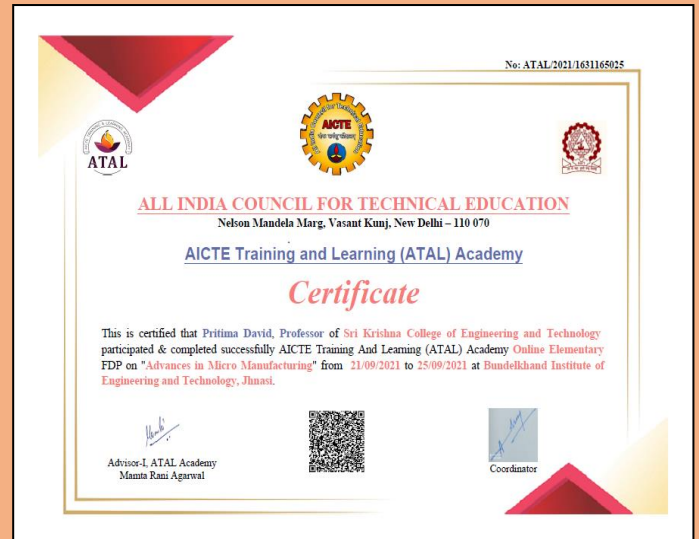 No: ATAL/2021/1631165025
AICTE
ATAL
ALL INDIA COUNCIL FOR TECHNICAL EDUCATION
Nelson Mandela Marg, Vasant Kunj, New Delhi – 110 070
AICTE Training and Learning (ATAL) Academy
Certificate
This is certified that Pritima David, Professor of Sri Krishna College of Engineering and Technology
participated & completed successfully AICTE Training And Learning (ATAL) Academy Online Elementary
FDP on "Advances in Micro Manufacturing" from 21/09/2021 to 25/09/2021 at Bundelkhand Institute of
Engineering and Technology, Jhnasi.
Advisor-I, ATAL Academy
Mamta Rani Agarwal
Coordinator